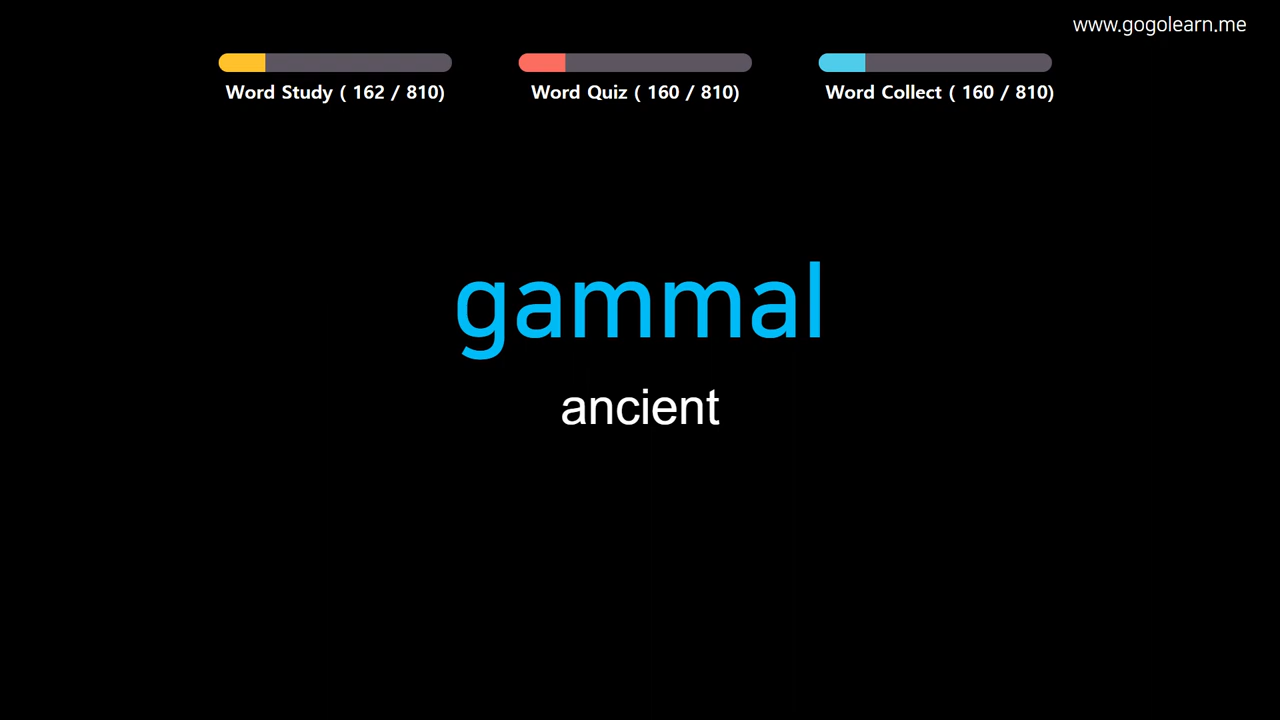 www.gogolearn.me
Word Study ( 162 / 810)
Word Quiz ( 160 / 810)
Word Collect ( 160 / 810)
gammal
ancient